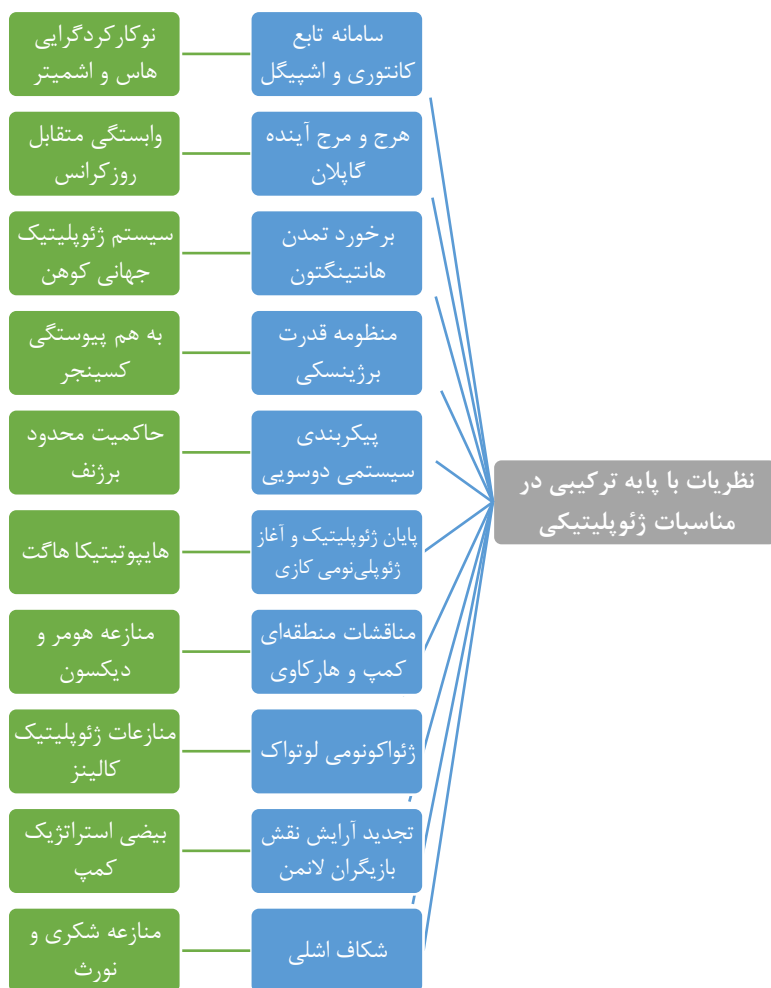 نظریات با پایه ترکیبی در
مناسبات ژئوپلیتیکی
سامانه تابع
کانتوری و اشپیگل
نوکارکردگرایی
هاس و اشمیتر
هرج و مرج آینده
گاپلان
وابستگی متقابل
روزکرانس
برخورد تمدن
هانتینگتون
سیستم ژئوپلیتیک
جهانی کوهن
منظومه قدرت
برژینسکی
به هم پیوستگی
کسینجر
پیکربندی
سیستمی دوسویی
حاکمیت محدود
برژنف
پایان ژئوپلیتیک و آغاز
ژئوپلی‌نومی کازی
هایپوتیتیکا هاگت
مناقشات منطقه‌ای
کمپ و هارکاوی
منازعه هومر و
دیکسون
ژئواکونومی لوتواک
منازعات ژئوپلیتیک
کالینز
تجدید آرایش نقش
بازیگران لانمن
بیضی استراتژیک
کمپ
شکاف اشلی
منازعه شکری و
نورث